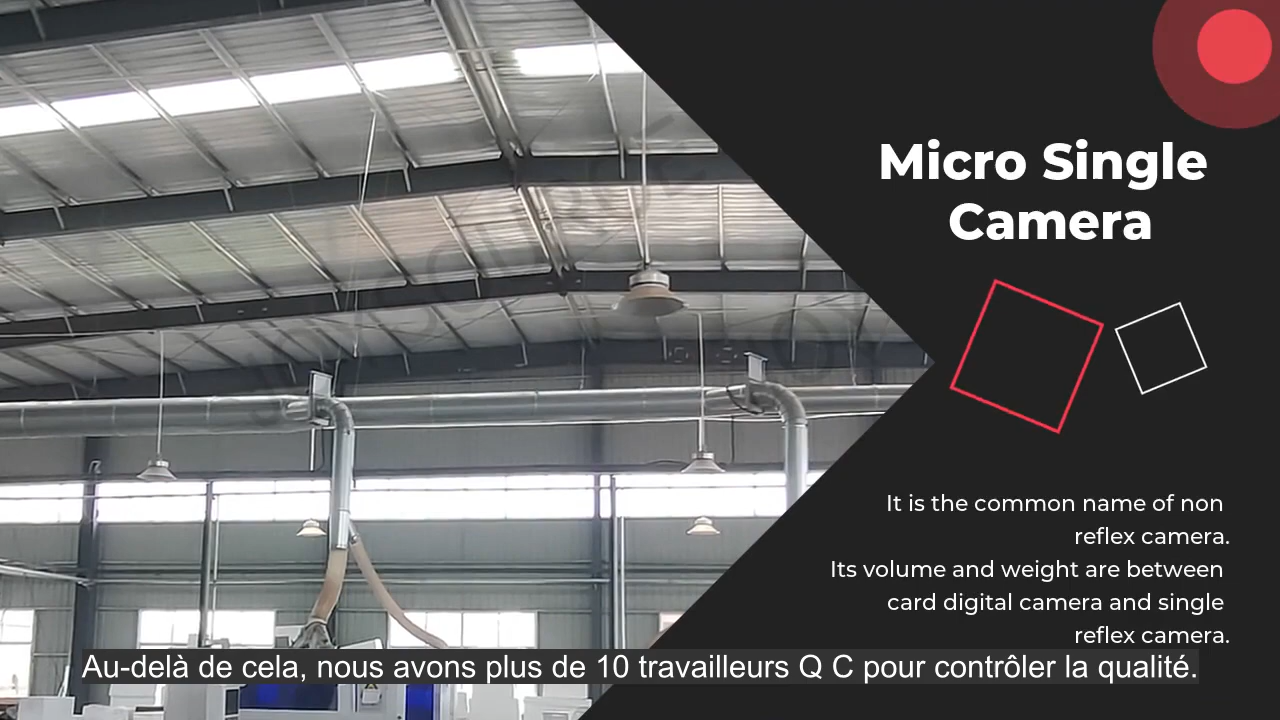 Micro Single
Camera
It is the common name of non
reflex camera.
Its volume and weight are between
card digital camera and single
reflex camera.
Au-delà de cela, nous avons plus de 10 travailleurs Q C pour contrôler la qualité.